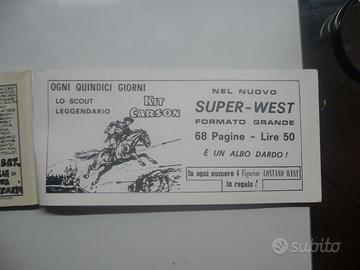 OGNI QUINDICI GIORNI
LO SCOUT
LEGGENDARIO
KIT
CARSON
NEL NUOVO
SUPER-WEST
FORMATO GRANDE
68 Pagine - Lire 50
È UN ALBO DARDO!
In ogni numero 4 Figurine LONTANO WEST
in regalo!
subito